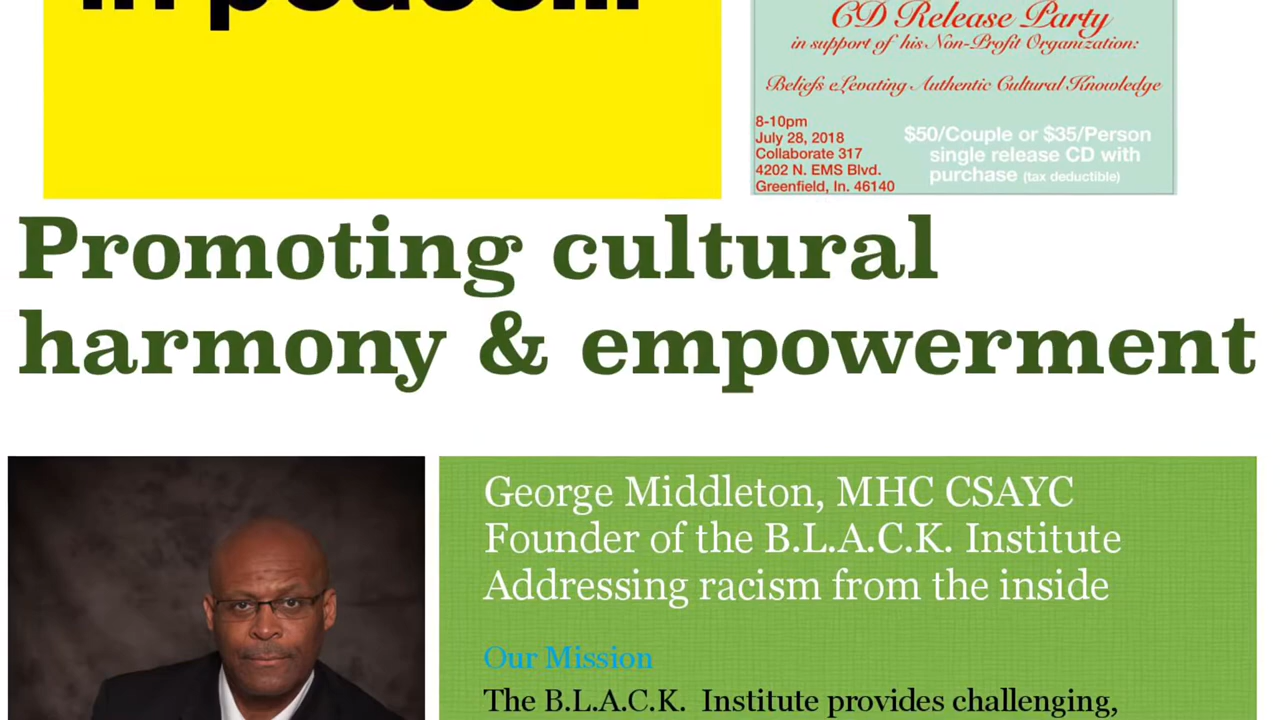 in peace...
CD Release Party
in support of his Non-Profit Organization:
Beliefs eLevating Authentic Cultural Knowledge
8-10pm
July 28, 2018
Collaborate 317
4202 N. EMS Blvd.
Greenfield, In. 46140
$50/Couple or $35/Person
single release CD with
purchase (tax deductible)
Promoting cultural
harmony & empowerment
George Middleton, MHC CSAYC
Founder of the B.L.A.C.K. Institute
Addressing racism from the inside
Our Mission
The B.L.A.C.K. Institute provides challenging,